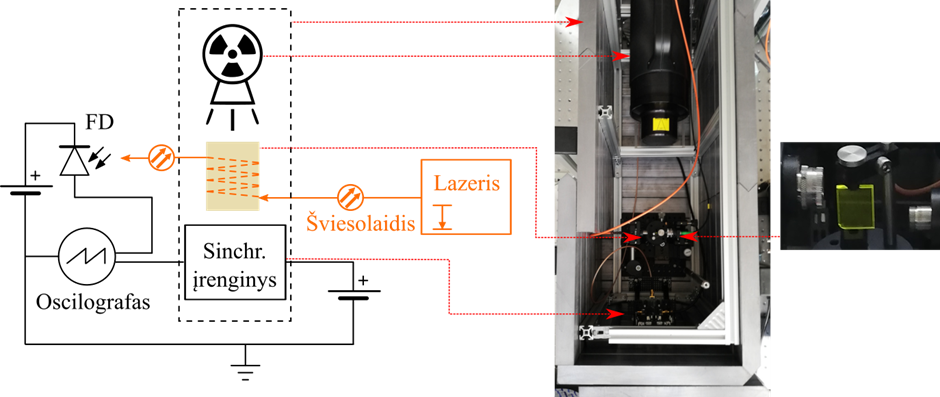 FD
+
Lazeris
Šviesolaidis
Sinchr.
įrenginys
Oscilografas
+